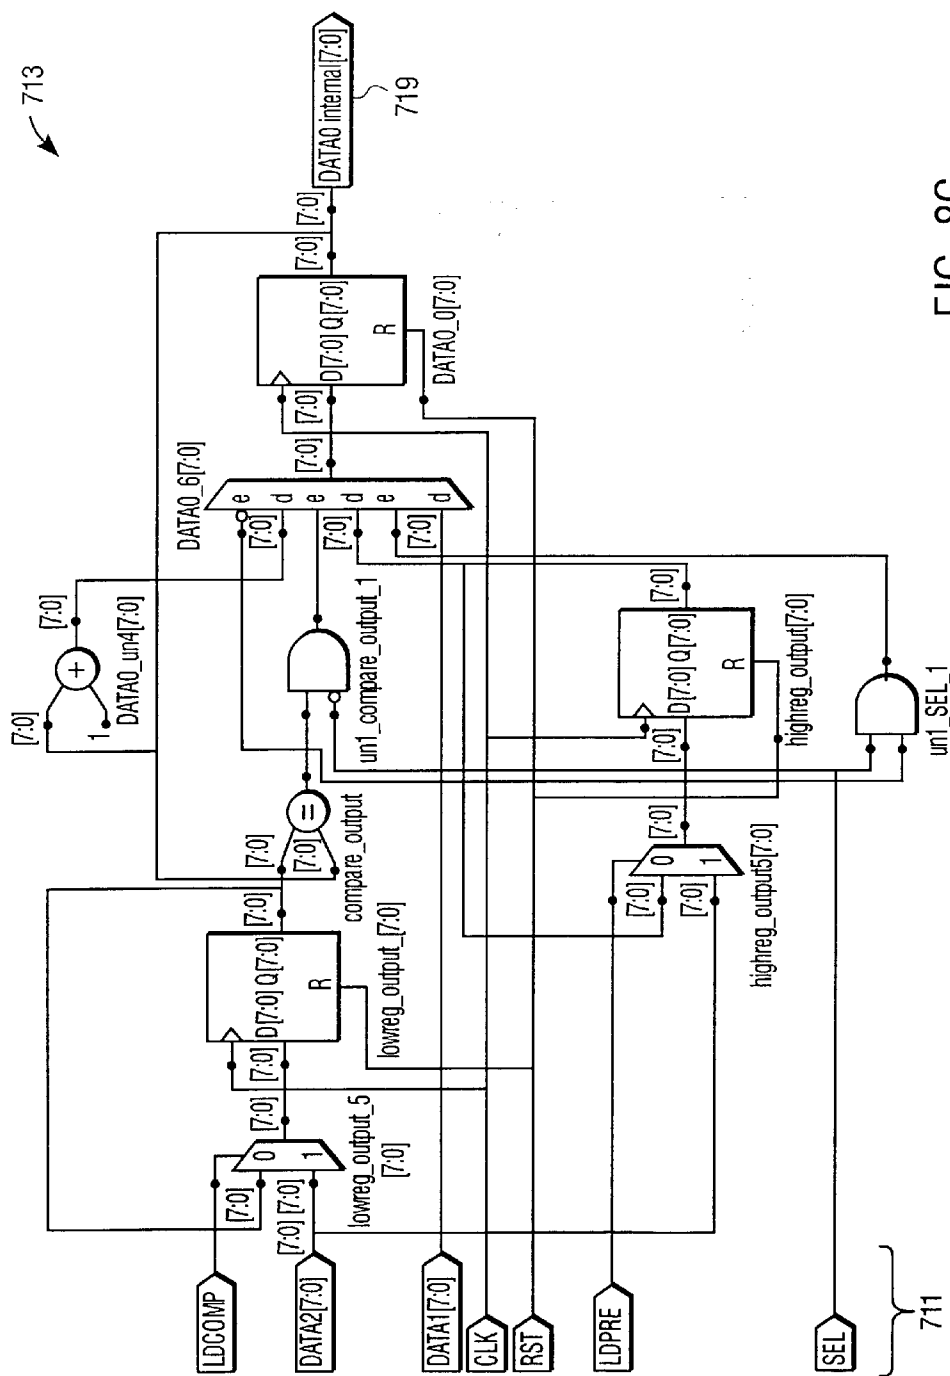 713
DATA0 internal[7:0]
719
[7:0]
[7:0]
D[7:0] Q[7:0]
R
DATA0_0[7:0]
[7:0]
[7:0]
DATA0_6[7:0]
e
d
e
d
e
d
[7:0]
[7:0]
[7:0]
[7:0]
+
[7:0]
1
DATA0_un4[7:0]
un1_compare_output_1
=
[7:0]
[7:0]
compare_output
[7:0]
D[7:0] Q[7:0]
R
lowreg_output_[7:0]
[7:0]
[7:0]
0
1
lowreg_output_5
[7:0]
[7:0]
[7:0]
[7:0]
[7:0]
D[7:0] Q[7:0]
R
highreg_output[7:0]
[7:0]
[7:0]
0
1
[7:0]
[7:0]
highreg_output5[7:0]
un1_SEL_1
LDCOMP
DATA2[7:0]
DATA1[7:0]
CLK
RST
LDPRE
SEL
711